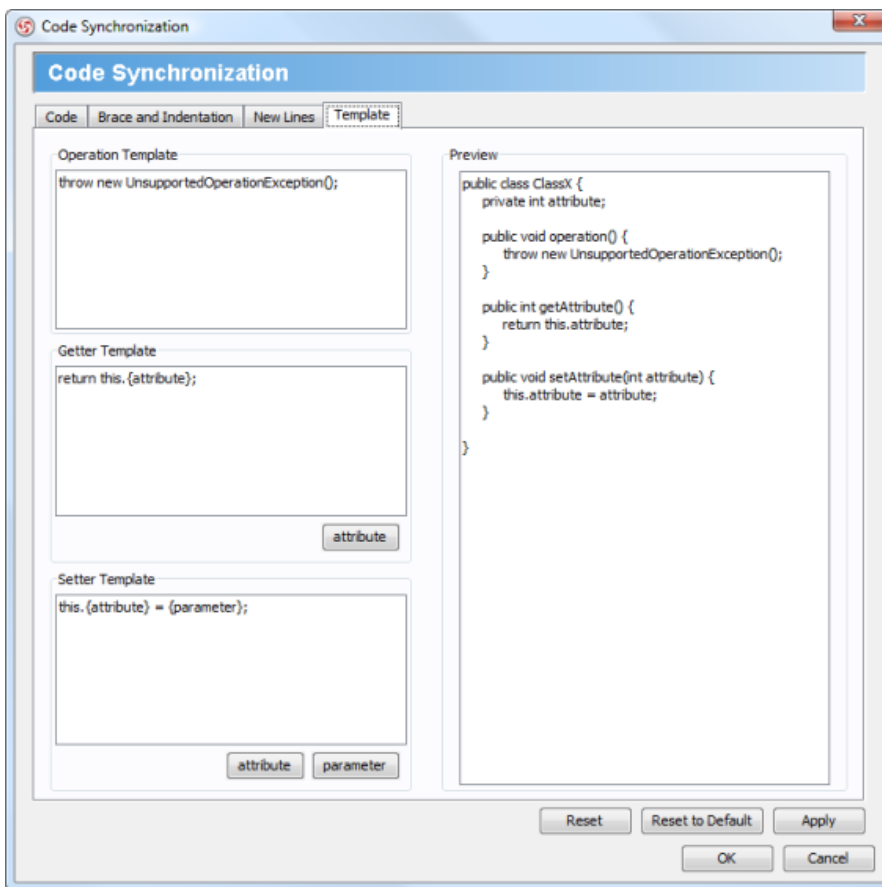 Code Synchronization
Code Synchronization
Code Brace and Indentation New Lines Template
Operation Template
throw new UnsupportedOperationException();
Getter Template
return this.{attribute};
attribute
Setter Template
this.{attribute} = {parameter};
attribute parameter
Preview
public class ClassX {
private int attribute;
public void operation() {
throw new UnsupportedOperationException();
}
public int getAttribute() {
return this.attribute;
}
public void setAttribute(int attribute) {
this.attribute = attribute;
}
}
Reset Reset to Default Apply
OK Cancel